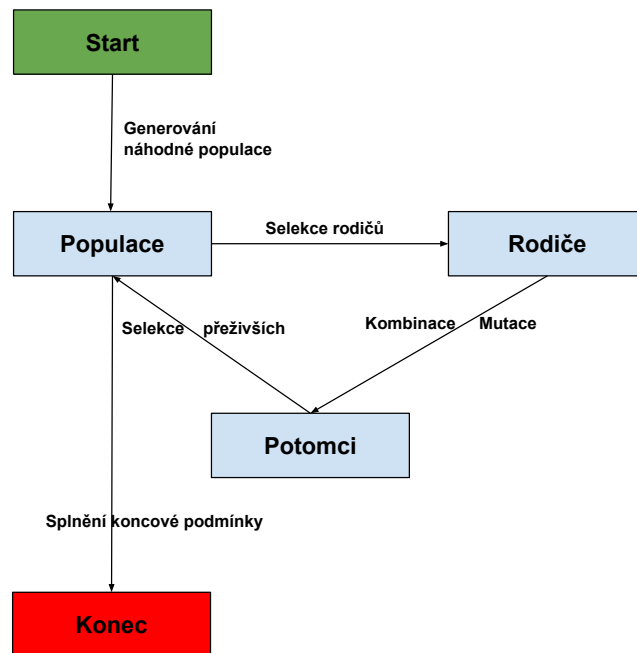 Start
Generování
náhodné populace
Populace
Selekce rodičů
Rodiče
Selekce přeživších
Kombinace Mutace
Potomci
Splnění koncové podmínky
Konec